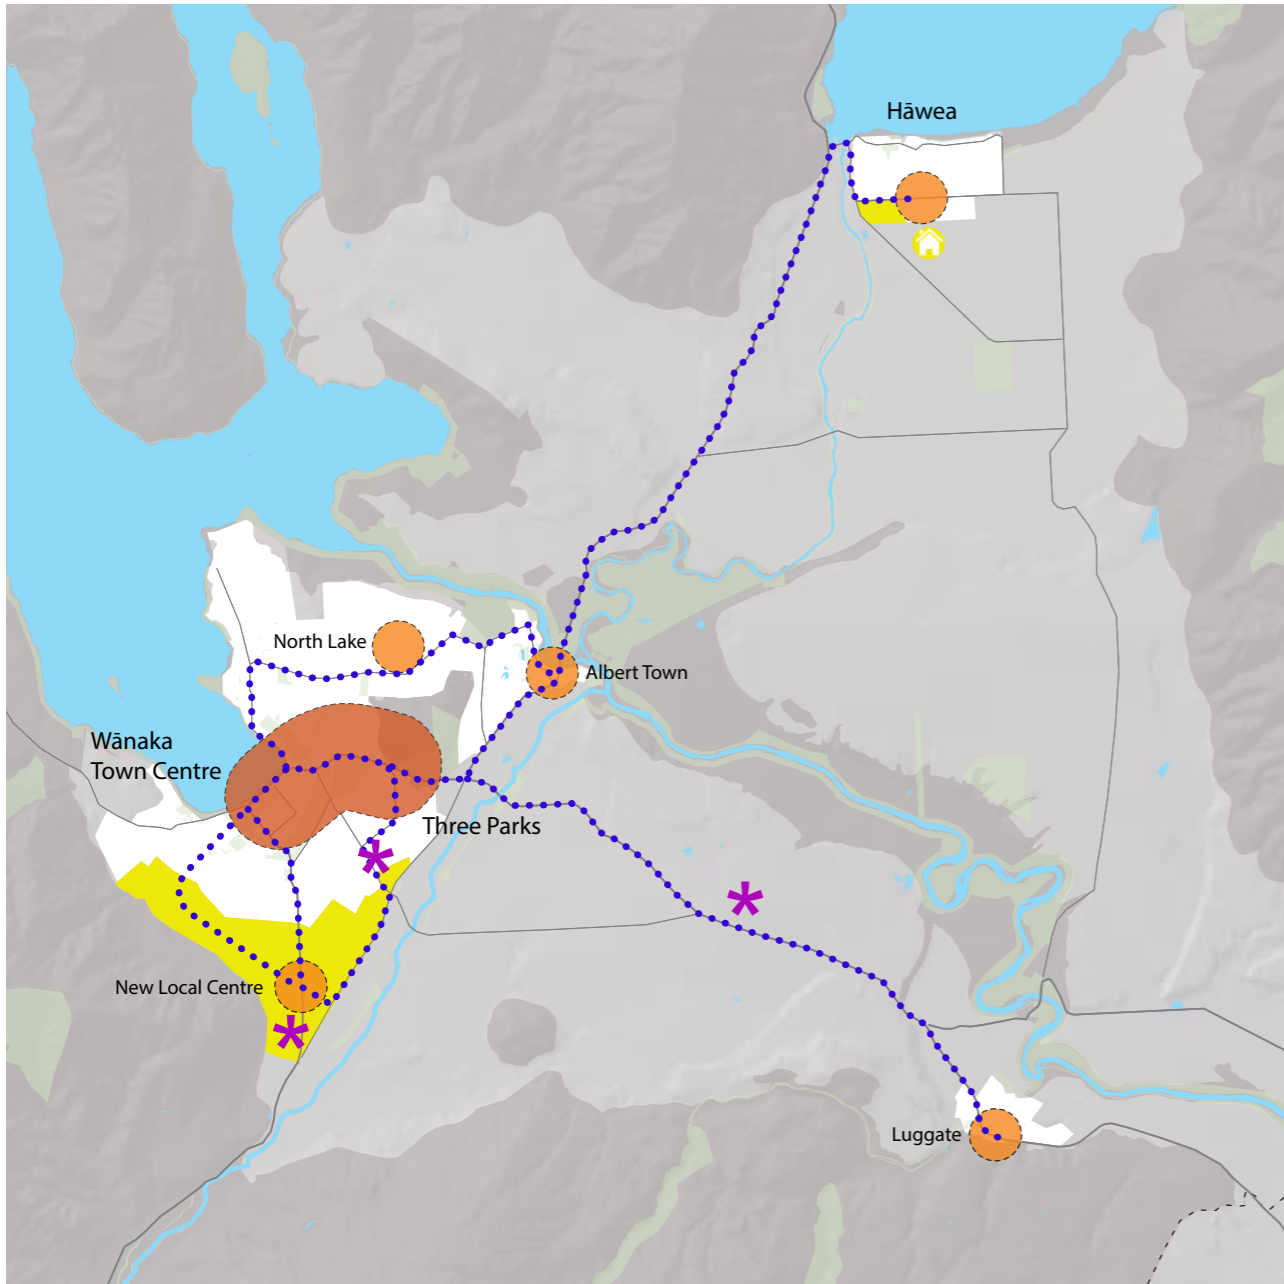 Hāwea
North Lake
Albert Town
Wānaka
Town Centre
Three Parks
New Local Centre
Luggate